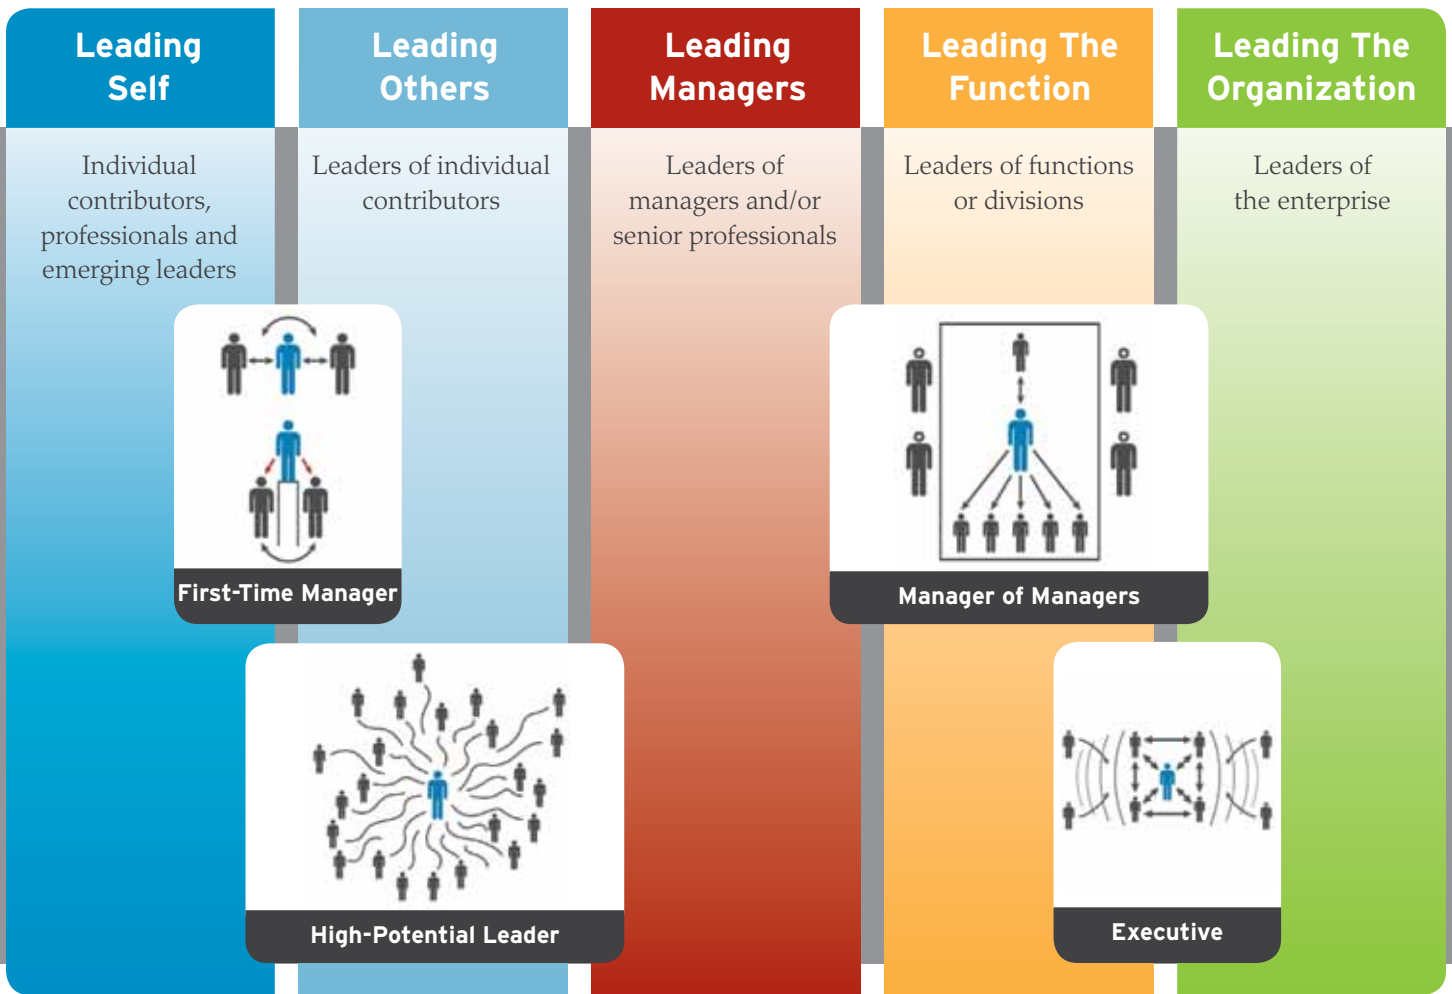 Leading
Self
Leading
Others
Leading
Managers
Leading The
Function
Leading The
Organization
Individual
contributors,
professionals and
emerging leaders
Leaders of individual
contributors
Leaders of
managers and/or
senior professionals
Leaders of functions
or divisions
Leaders of
the enterprise
First-Time Manager
Manager of Managers
High-Potential Leader
Executive